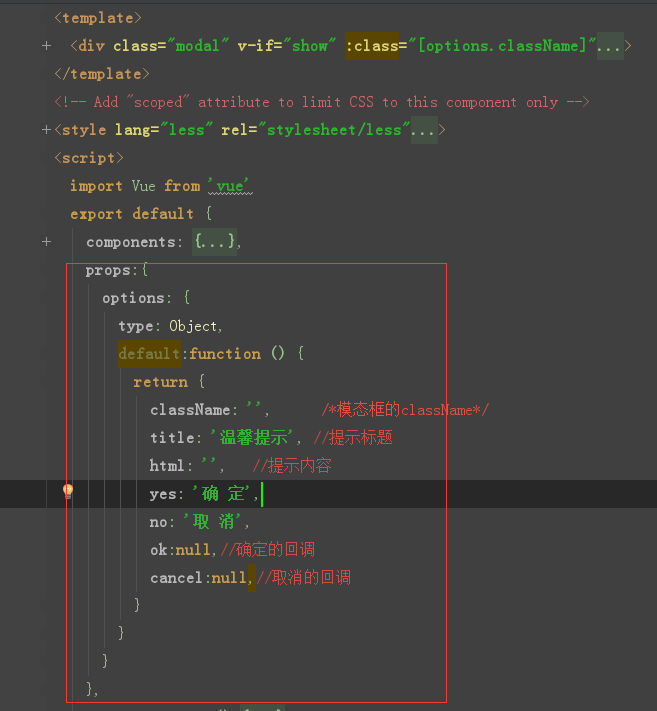 <template>
<div class="modal" v-if="show" :class="[options.className]"...>
</template>
<!-- Add "scoped" attribute to limit CSS to this component only -->
<style lang="less" rel="stylesheet/less"...>
<script>
import Vue from 'vue'
export default {
components: {...},
props:{
options: {
type: Object,
default:function () {
return {
className: '', /*模态框的className*/
title: '温馨提示', //提示标题
html: '', //提示内容
yes: '确 定',
no: '取 消',
ok:null,//确定的回调
cancel:null,//取消的回调
}
}
}
},